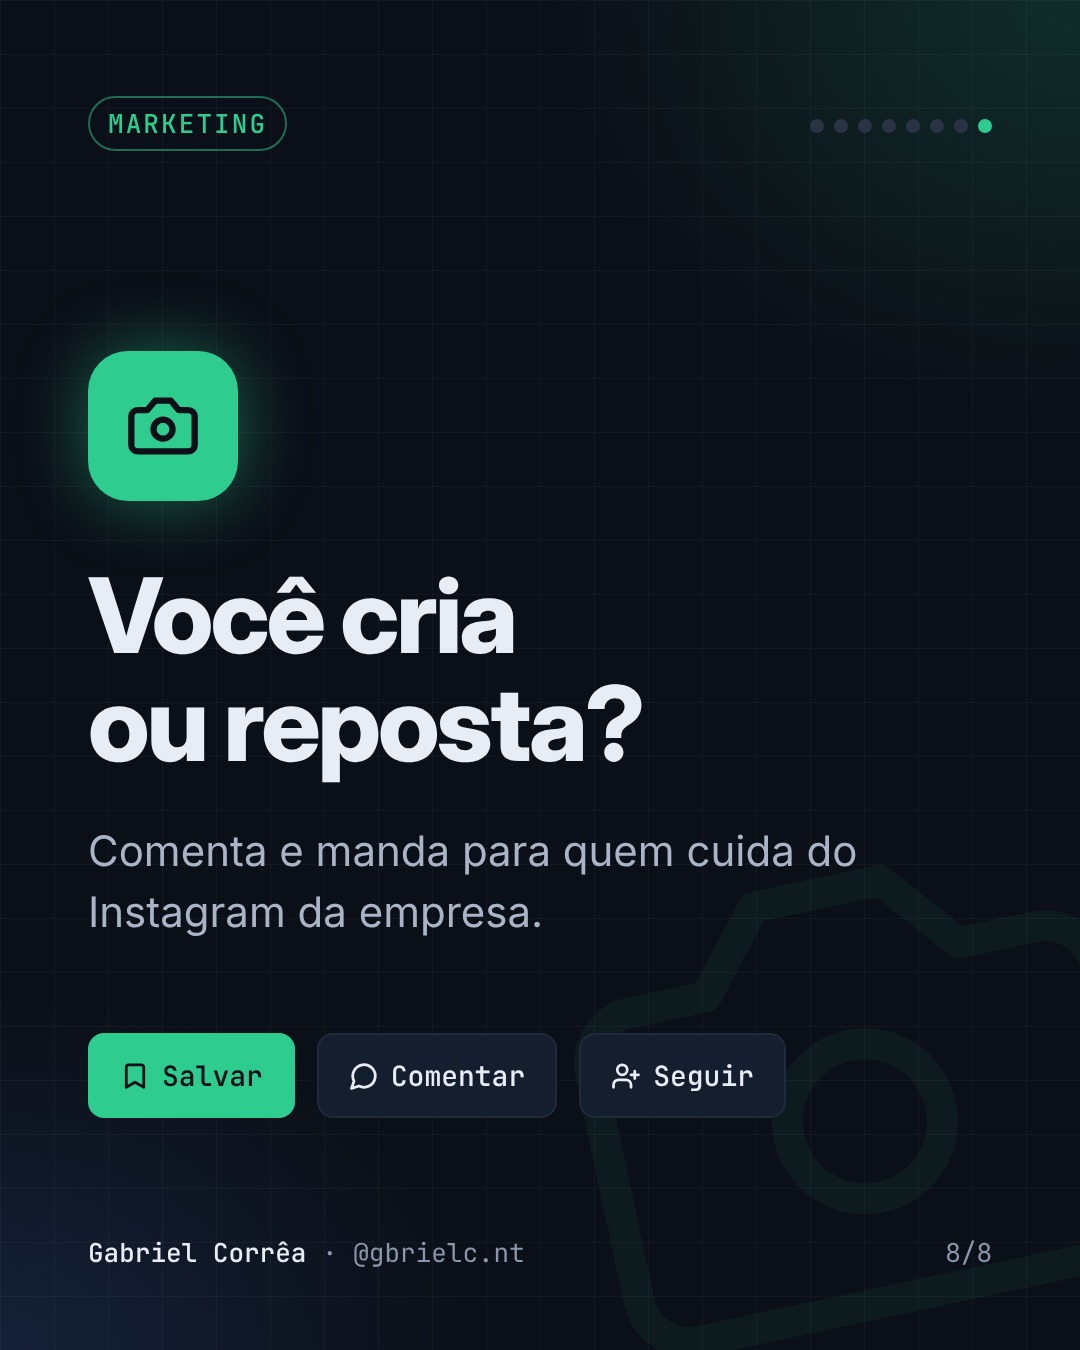 MARKETING
Você cria
ou reposta?
Comenta e manda para quem cuida do
Instagram da empresa.
Salvar
Comentar
Seguir
Gabriel Corrêa · @gbrielc.nt
8/8